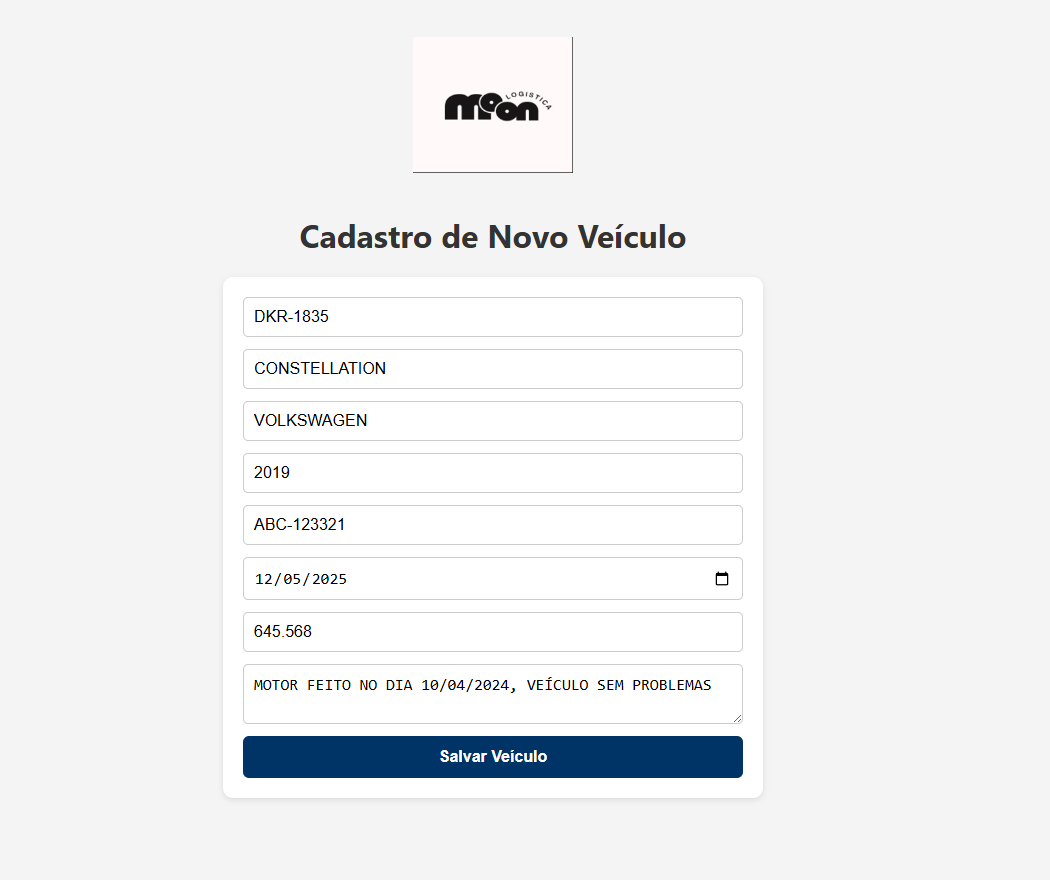 moon LOGISTICA
Cadastro de Novo Veículo
DKR-1835
CONSTELLATION
VOLKSWAGEN
2019
ABC-123321
12/05/2025
645.568
MOTOR FEITO NO DIA 10/04/2024, VEÍCULO SEM PROBLEMAS
Salvar Veículo